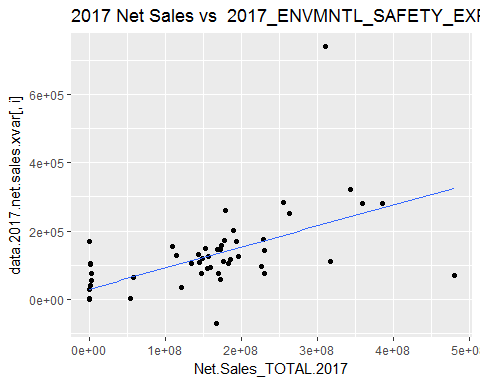 2017 Net Sales vs  2017_ENVMNTL_SAFETY_EXP
data.2017.net.sales.xvar[, i]
6e+05
4e+05
2e+05
0e+00
0e+00
1e+08
2e+08
3e+08
4e+08
5e+0
Net.Sales_TOTAL.2017